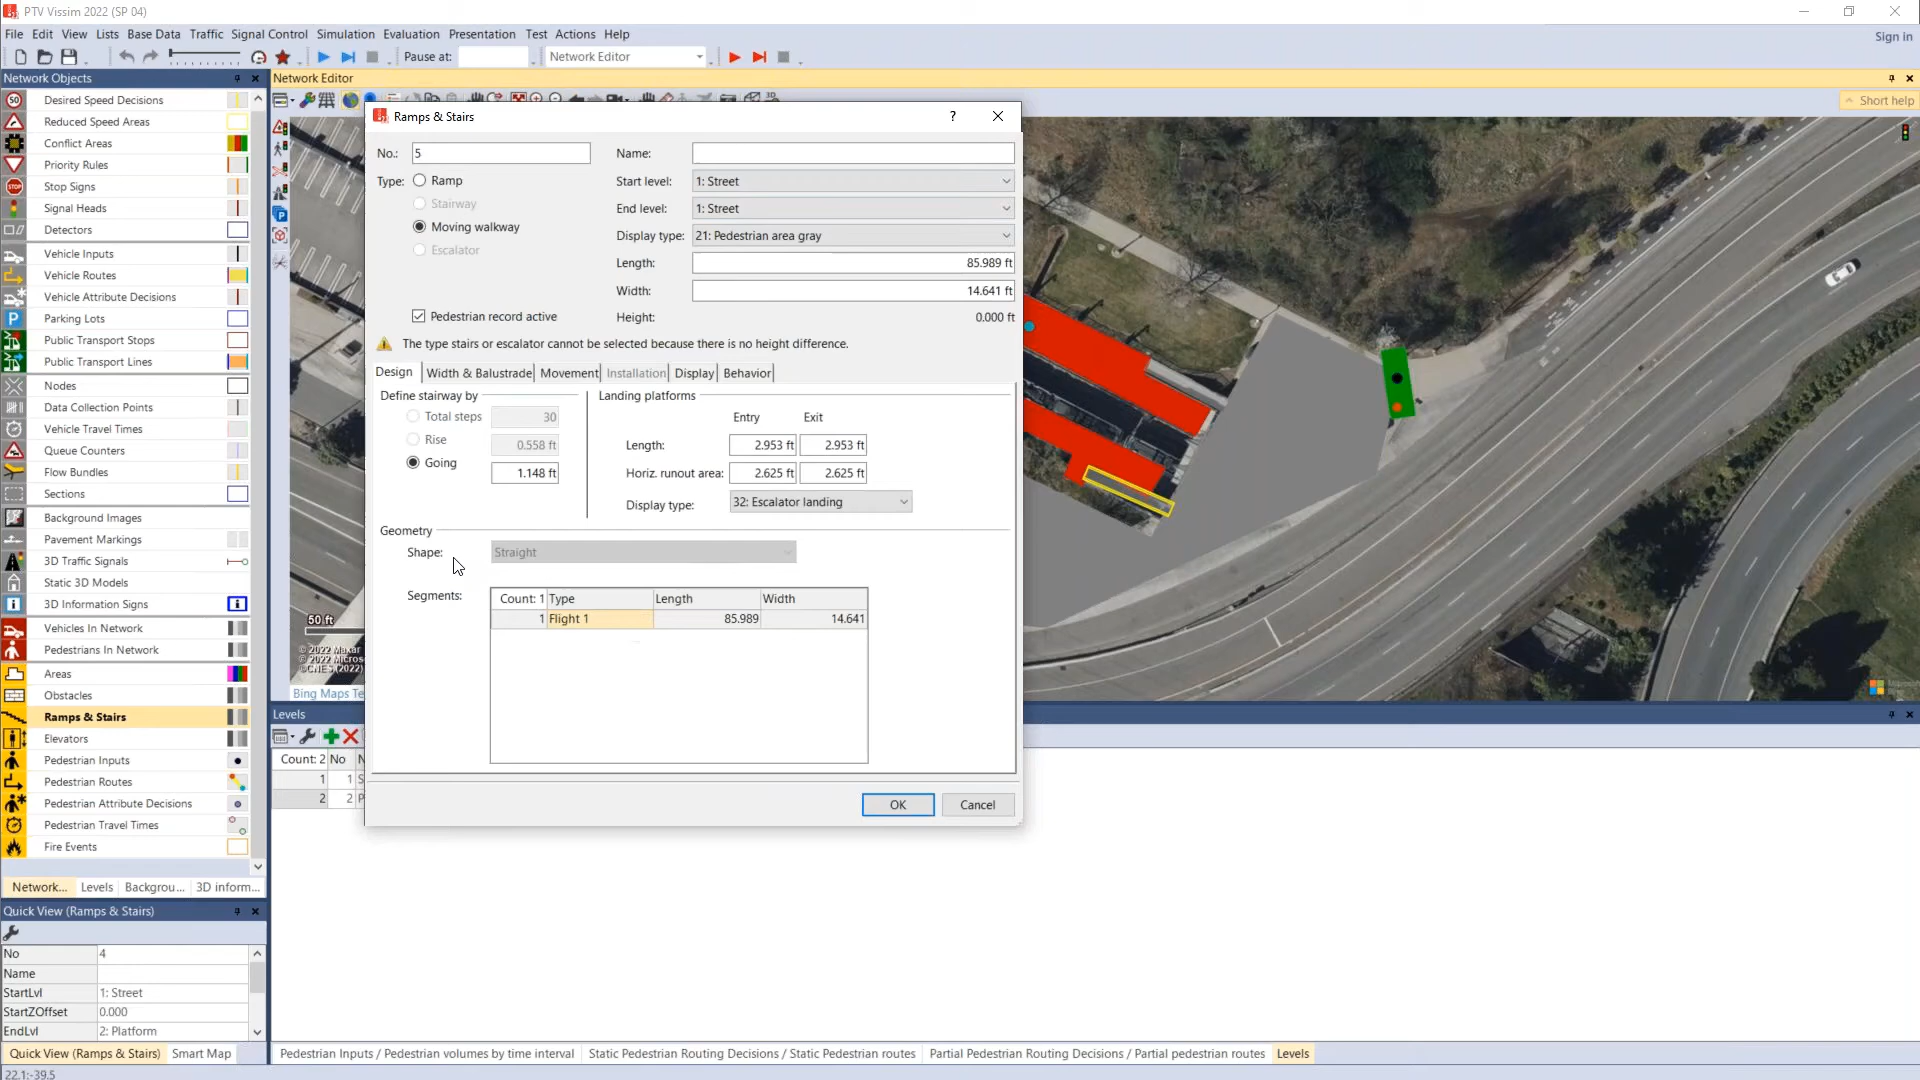 PTV Vissim 2022 (SP 04)
File Edit View Lists Base Data Traffic Signal Control Simulation Evaluation Presentation Test Actions Help
Sign in
Pause at:
Network Editor
Network Objects
Network Editor
Short help
Desired Speed Decisions
Reduced Speed Areas
Conflict Areas
Priority Rules
Stop Signs
Signal Heads
Detectors
Vehicle Inputs
Vehicle Routes
Vehicle Attribute Decisions
Parking Lots
Public Transport Stops
Public Transport Lines
Nodes
Data Collection Points
Vehicle Travel Times
Queue Counters
Flow Bundles
Sections
Background Images
Pavement Markings
3D Traffic Signals
Static 3D Models
3D Information Signs
Vehicles In Network
Pedestrians In Network
Areas
Obstacles
Ramps & Stairs
Elevators
Pedestrian Inputs
Pedestrian Routes
Pedestrian Attribute Decisions
Pedestrian Travel Times
Fire Events
Network... Levels Backgrou... 3D inform...
Quick View (Ramps & Stairs)
No 4
Name
StartLvl 1: Street
StartZOffset 0.000
EndLvl 2: Platform
Quick View (Ramps & Stairs) Smart Map
22.1:-39.5
Ramps & Stairs
?
No.: 5
Name:
Type: Ramp
Stairway
Moving walkway
Escalator
Start level: 1: Street
End level: 1: Street
Display type: 21: Pedestrian area gray
Length: 85.989 ft
Width: 14.641 ft
Pedestrian record active
Height: 0.000 ft
The type stairs or escalator cannot be selected because there is no height difference.
Design Width & Balustrade Movement Installation Display Behavior
Define stairway by
Total steps 30
Rise 0.558 ft
Going 1.148 ft
Landing platforms
Entry Exit
Length: 2.953 ft 2.953 ft
Horiz. runout area: 2.625 ft 2.625 ft
Display type: 32: Escalator landing
Geometry
Shape: Straight
Segments:
Count: 1 Type Length Width
1 Flight 1 85.989 14.641
OK Cancel
50 ft
© 2022 Maxar
© 2022 Micros
©CNES (2022)
Bing Maps Te
Levels
Count: 2 No N
1 1 S
2 2 P
Pedestrian Inputs / Pedestrian volumes by time interval
Static Pedestrian Routing Decisions / Static Pedestrian routes
Partial Pedestrian Routing Decisions / Partial pedestrian routes
Levels